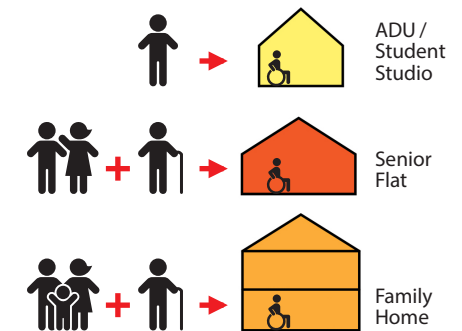 ADU /
Student
Studio
Senior
Flat
Family
Home